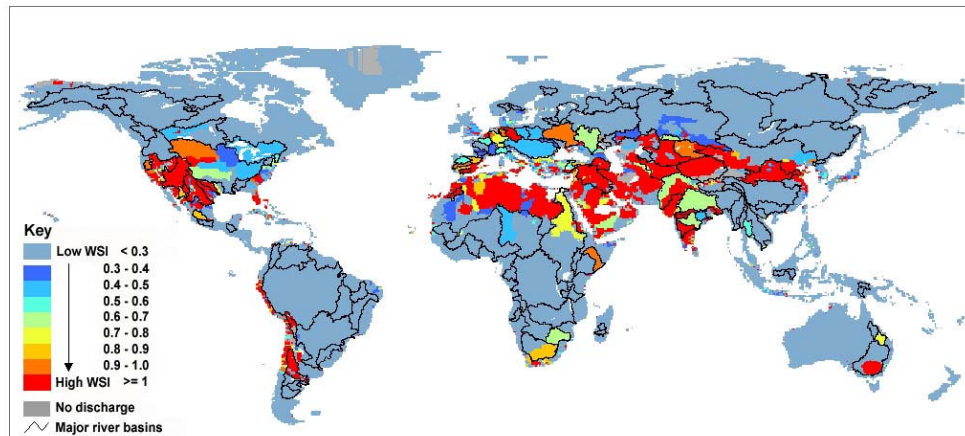 Key
Low WSI < 0.3
0.3 - 0.4
0.4 - 0.5
0.5 - 0.6
0.6 - 0.7
0.7 - 0.8
0.8 - 0.9
0.9 - 1.0
High WSI >= 1
No discharge
Major river basins